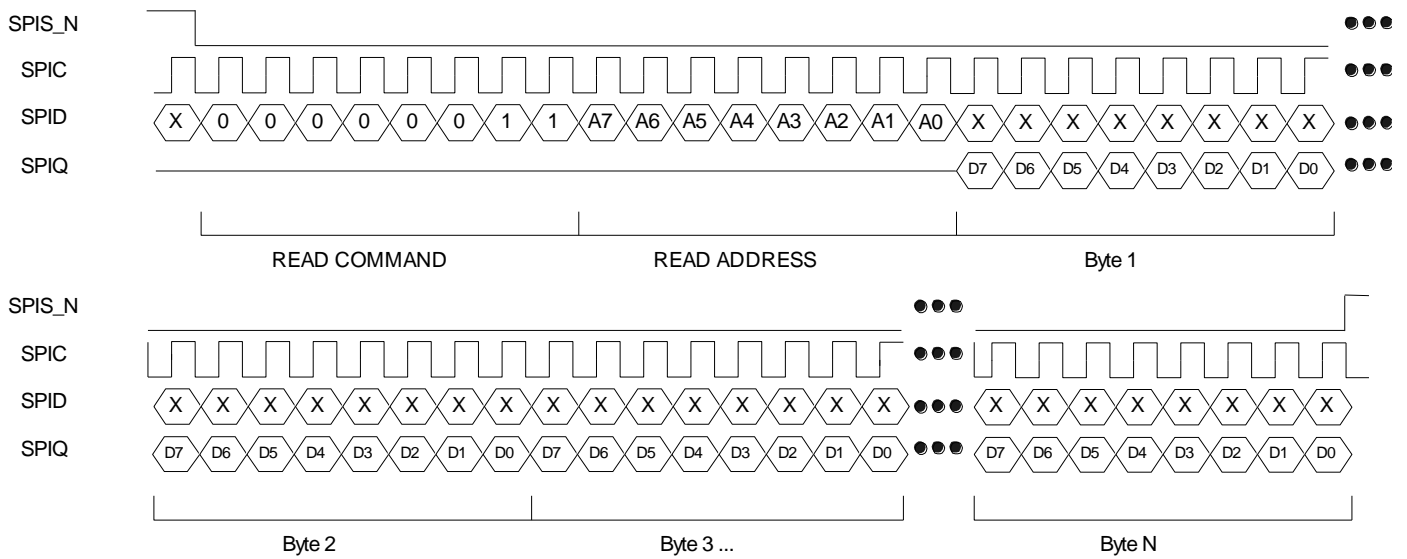 SPIS_N
SPIC
SPID X 0 0 0 0 0 0 1 1 A7 A6 A5 A4 A3 A2 A1 A0 X X X X X X X X
SPIQ D7 D6 D5 D4 D3 D2 D1 D0
READ COMMAND READ ADDRESS Byte 1
SPIS_N
SPIC
SPID X X X X X X X X X X X X X X X X X X X X X X X X
SPIQ D7 D6 D5 D4 D3 D2 D1 D0 D7 D6 D5 D4 D3 D2 D1 D0 D7 D6 D5 D4 D3 D2 D1 D0
Byte 2 Byte 3 ... Byte N